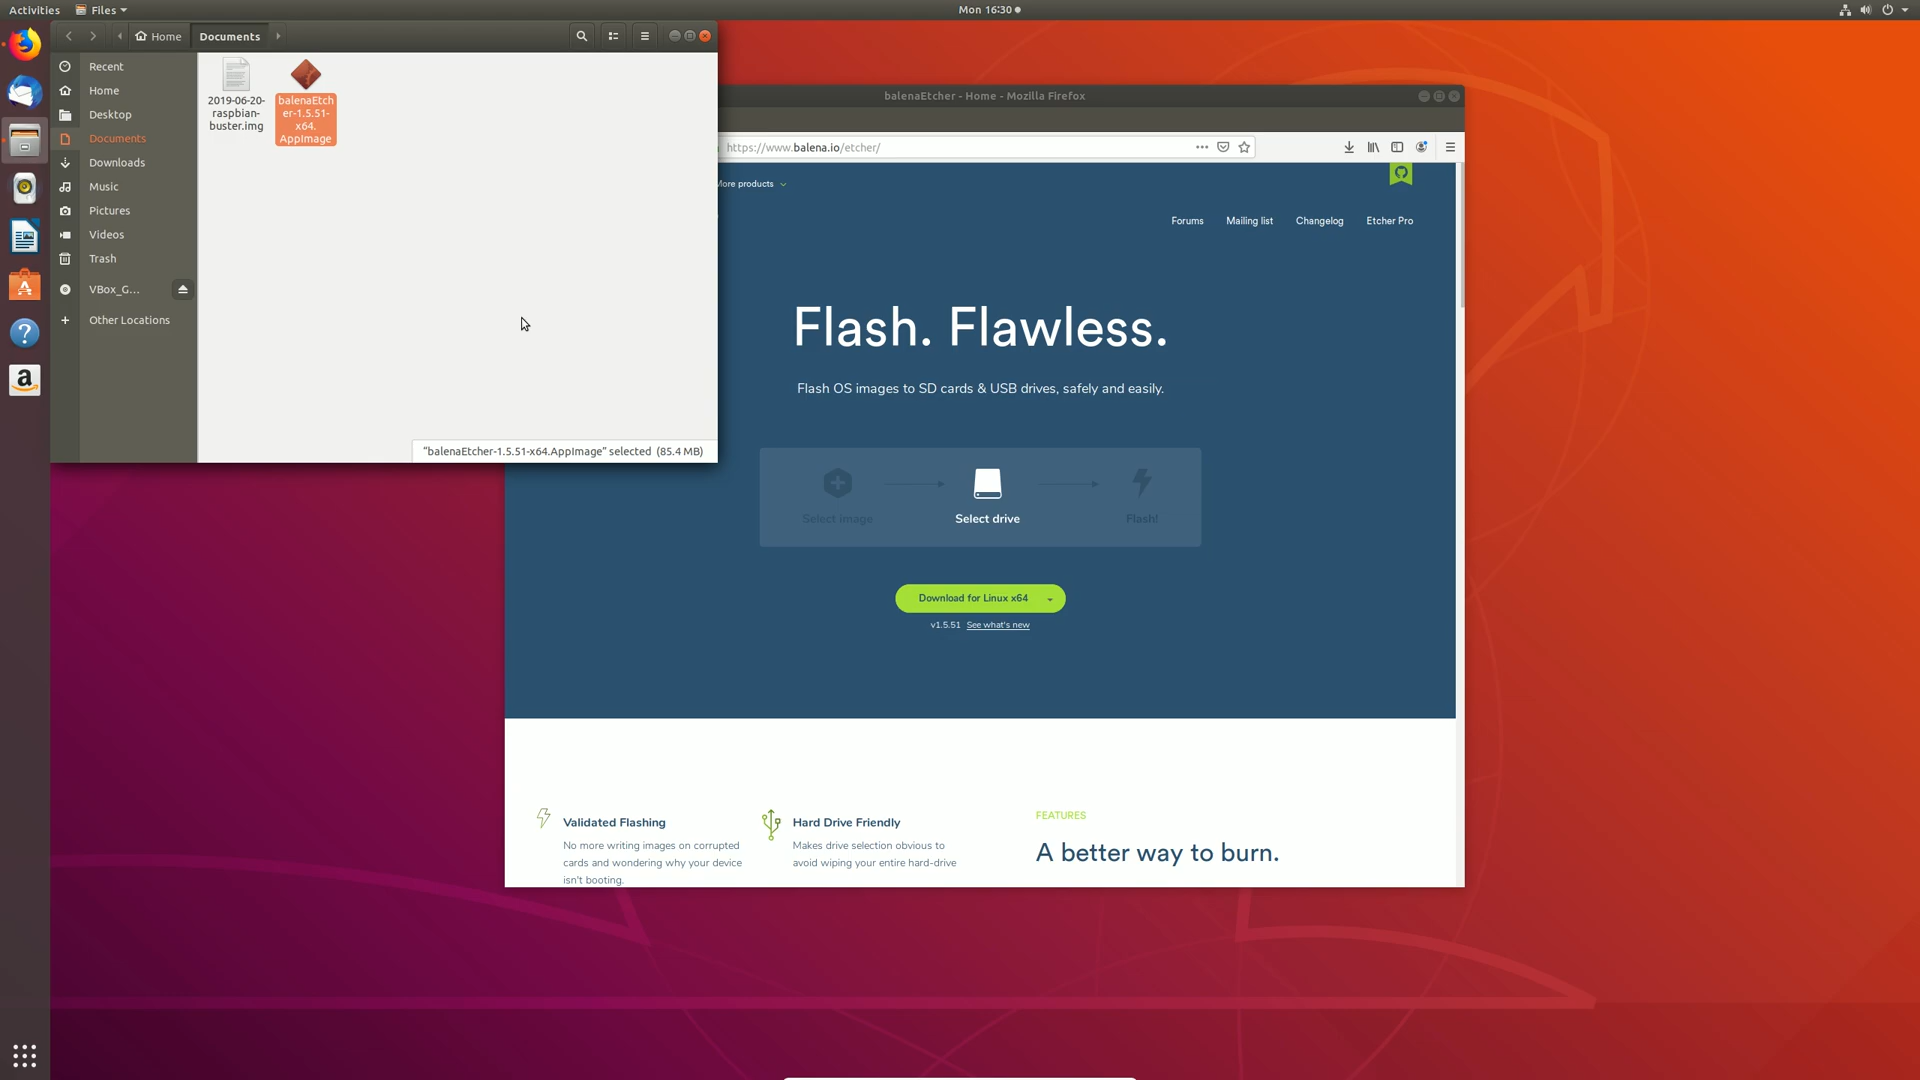 Activities
Files
Mon 16:30
Home
Documents
Recent
Home
Desktop
Documents
Downloads
Music
Pictures
Videos
Trash
VBox_G...
Other Locations
2019-06-20-
raspbian-
buster.img
balenaEtch
er-1.5.51-
x64.
AppImage
"balenaEtcher-1.5.51-x64.AppImage" selected (85.4 MB)
balenaEtcher - Home - Mozilla Firefox
https://www.balena.io/etcher/
More products
Forums
Mailing list
Changelog
Etcher Pro
Flash. Flawless.
Flash OS images to SD cards & USB drives, safely and easily.
Select image
Select drive
Flash!
Download for Linux x64
v1.5.51 See what's new
Validated Flashing
No more writing images on corrupted
cards and wondering why your device
isn't booting.
Hard Drive Friendly
Makes drive selection obvious to
avoid wiping your entire hard-drive
FEATURES
A better way to burn.